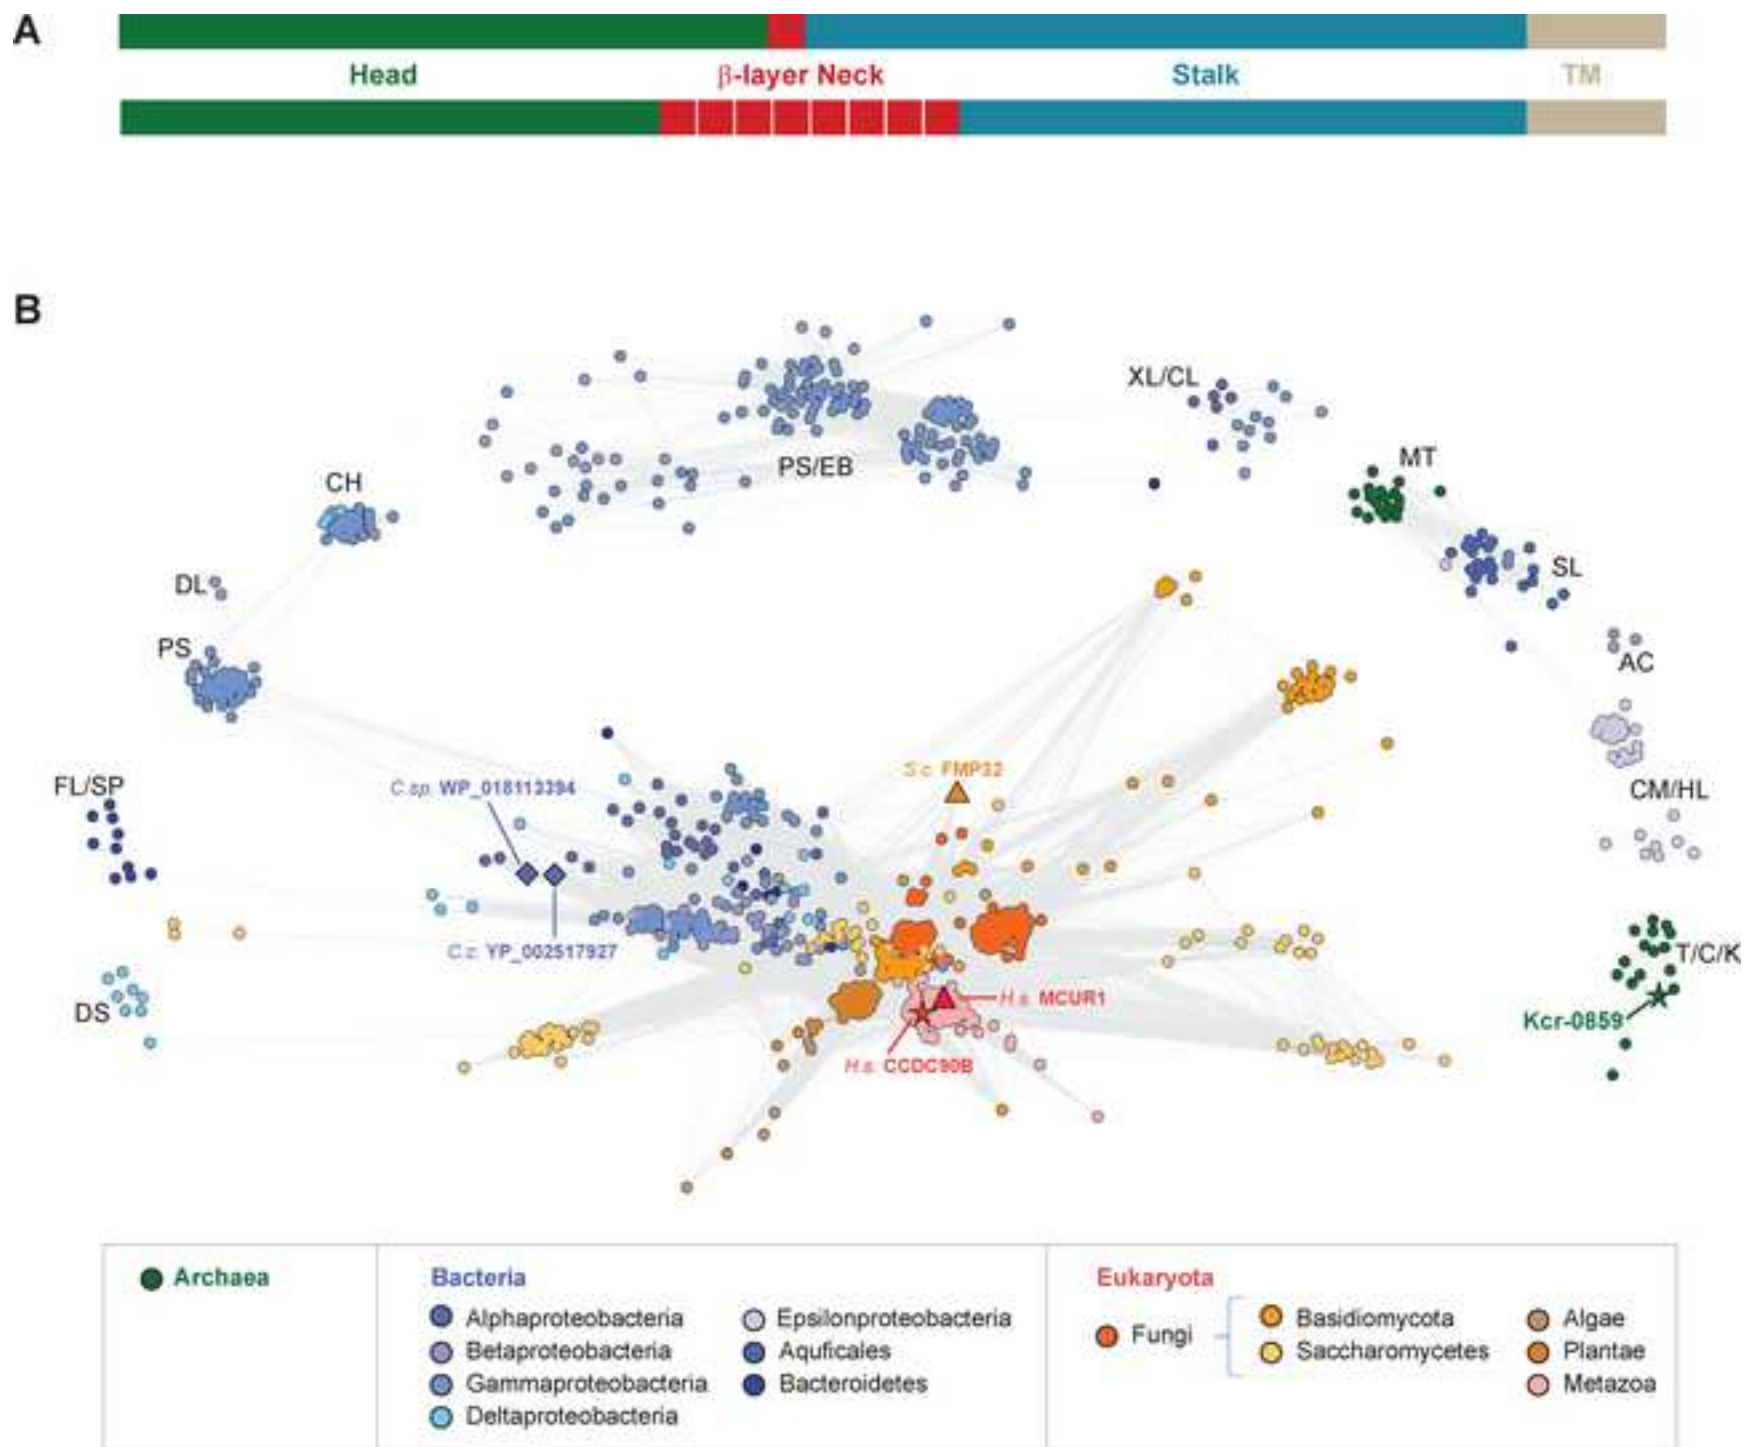 A
Head
β-layer Neck
Stalk
TM
B
XL/CL
MT
PS/EB
CH
SL
DL
PS
AC
S.c. FMP32
FL/SP
C.sp. WP_018113394
CM/HL
C.c. YP_002517927
T/C/K
H.s. MCUR1
DS
Kcr-0859
H.s. CCDC90B
Archaea
Bacteria
Alphaproteobacteria
Betaproteobacteria
Gammaproteobacteria
Deltaproteobacteria
Epsilonproteobacteria
Aquficales
Bacteroidetes
Eukaryota
Fungi
Basidiomycota
Saccharomycetes
Algae
Plantae
Metazoa